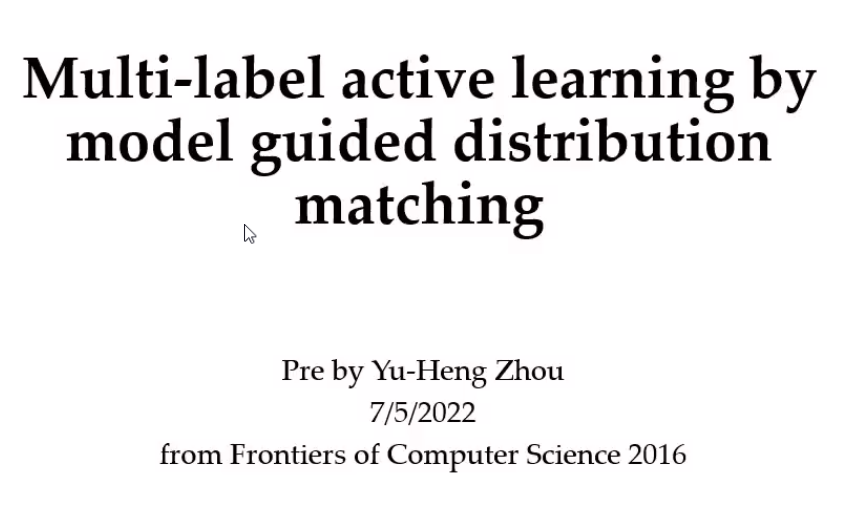 Multi-label active learning by
model guided distribution
matching
Pre by Yu-Heng Zhou
7/5/2022
from Frontiers of Computer Science 2016